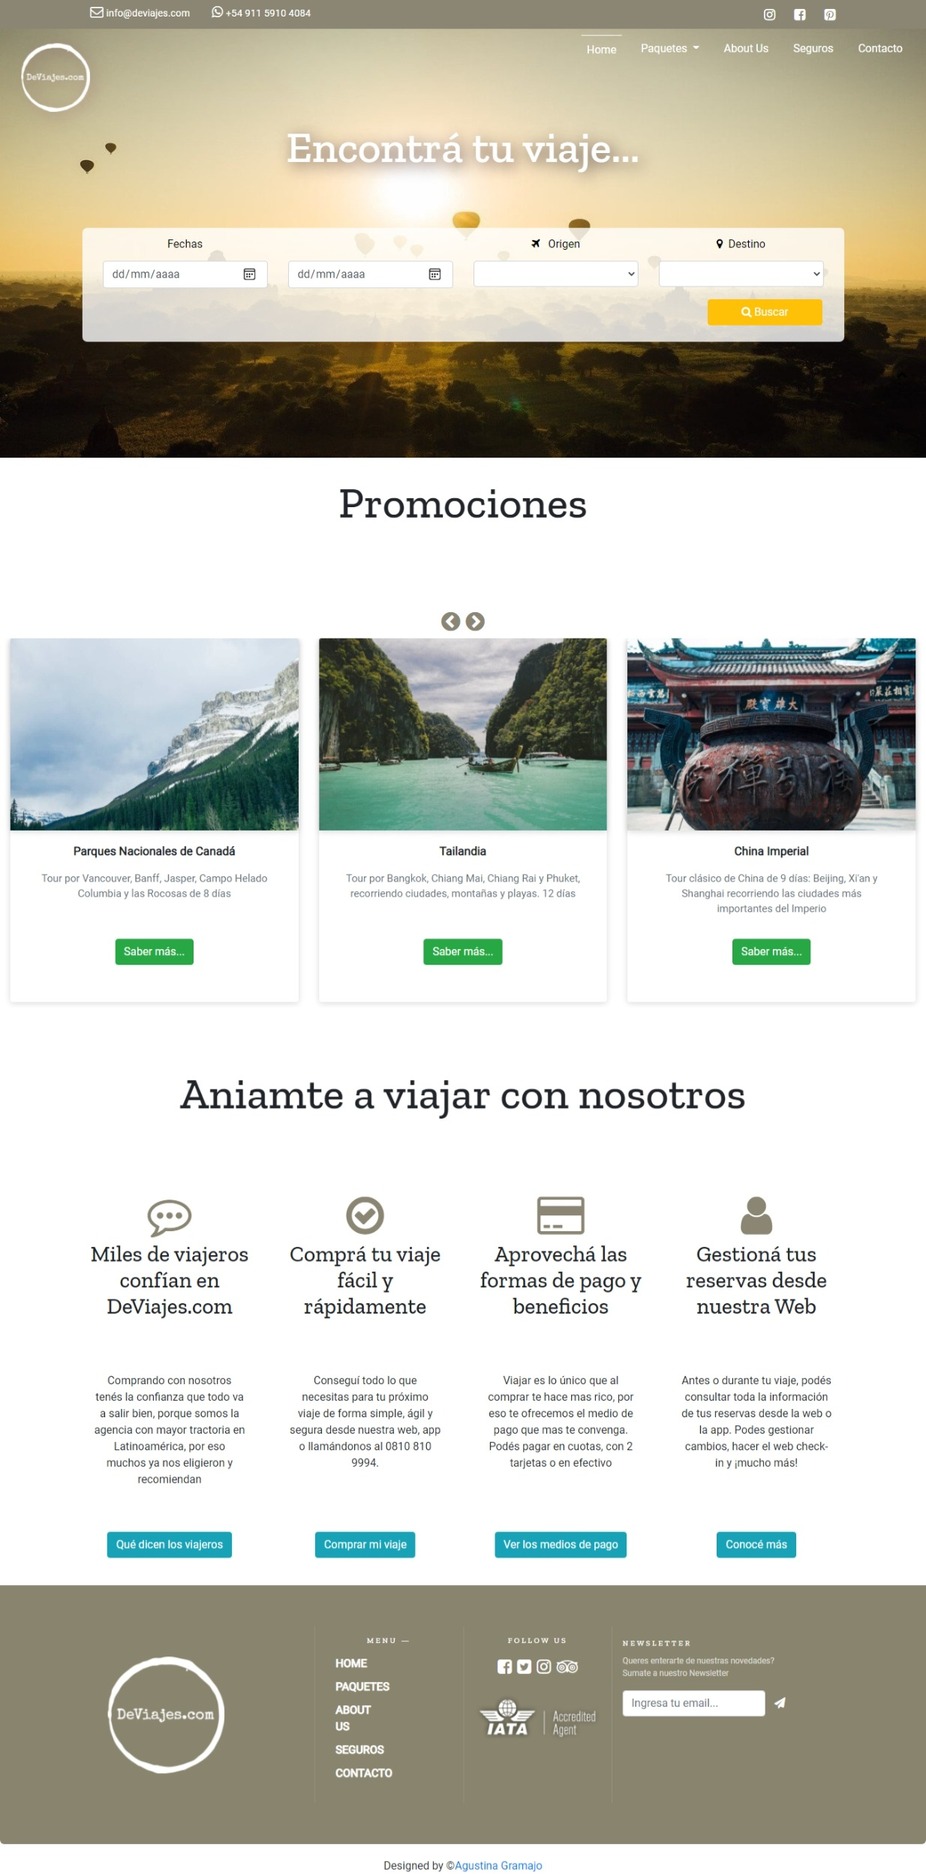 info@deviajes.com +54 911 5910 4084
DeViajes.com
Home Paquetes About Us Seguros Contacto
Encontrá tu viaje...
Fechas Origen Destino
dd/mm/aaaa dd/mm/aaaa
Buscar
Promociones
大雄寶殿
Parques Nacionales de Canadá
Tour por Vancouver, Banff, Jasper, Campo Helado
Columbia y las Rocosas de 8 días
Saber más...
Tailandia
Tour por Bangkok, Chiang Mai, Chiang Rai y Phuket,
recorriendo ciudades, montañas y playas. 12 días
Saber más...
China Imperial
Tour clásico de China de 9 días: Beijing, Xi'an y
Shanghai recorriendo las ciudades más
importantes del Imperio
Saber más...
Aniamte a viajar con nosotros
Miles de viajeros
confían en
DeViajes.com
Comprando con nosotros
tenés la confianza que todo va
a salir bien, porque somos la
agencia con mayor tractoria en
Latinoamérica, por eso
muchos ya nos eligieron y
recomiendan
Qué dicen los viajeros
Comprá tu viaje
fácil y
rápidamente
Conseguí todo lo que
necesitas para tu próximo
viaje de forma simple, ágil y
segura desde nuestra web, app
o llamándonos al 0810 810
9994.
Comprar mi viaje
Aprovechá las
formas de pago y
beneficios
Viajar es lo único que al
comprar te hace mas rico, por
eso te ofrecemos el medio de
pago que mas te convenga.
Podés pagar en cuotas, con 2
tarjetas o en efectivo
Ver los medios de pago
Gestioná tus
reservas desde
nuestra Web
Antes o durante tu viaje, podés
consultar toda la información
de tus reservas desde la web o
la app. Podes gestionar
cambios, hacer el web check-
in y ¡mucho más!
Conocé más
DeViajes.com
MENU —
HOME
PAQUETES
ABOUT
US
SEGUROS
CONTACTO
FOLLOW US
IATA
Accredited
Agent
NEWSLETTER
Queres enterarte de nuestras novedades?
Sumate a nuestro Newsletter
Ingresa tu email...
Designed by ©Agustina Gramajo